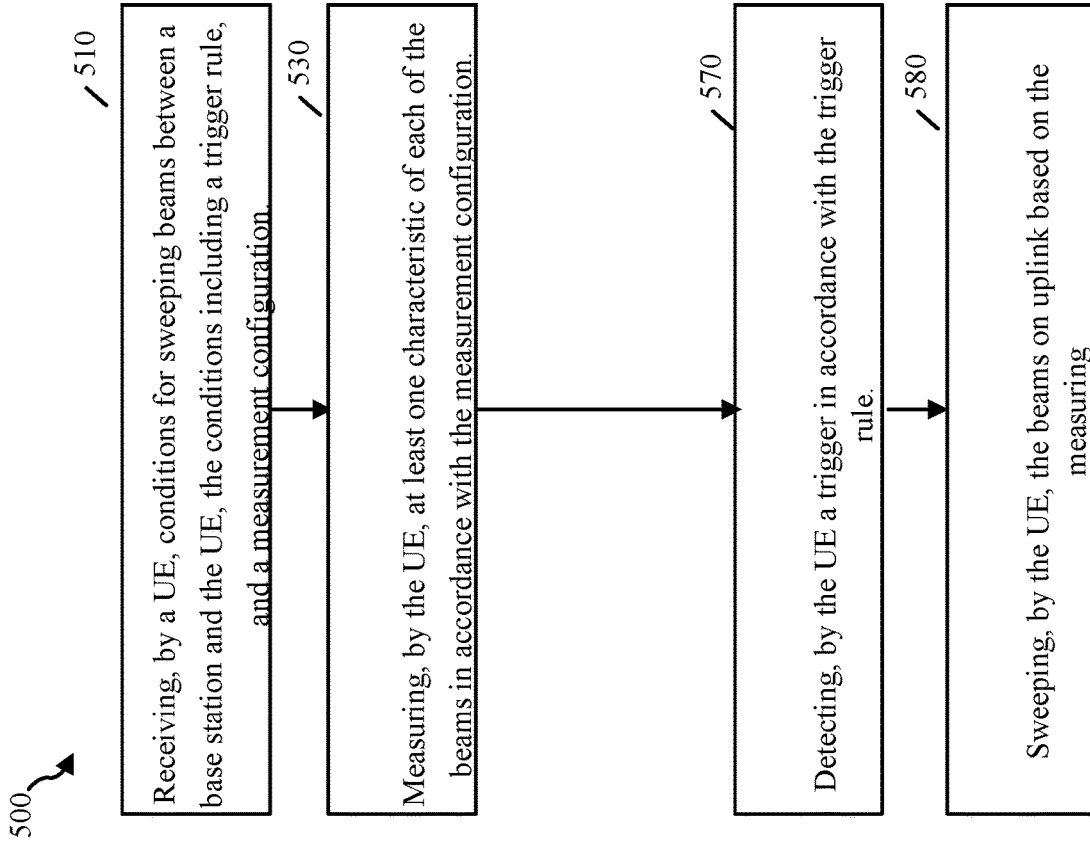 500
510
Receiving, by a UE, conditions for sweeping beams between a
base station and the UE, the conditions including a trigger rule,
and a measurement configuration.
530
Measuring, by the UE, at least one characteristic of each of the
beams in accordance with the measurement configuration.
570
Detecting, by the UE a trigger in accordance with the trigger
rule.
580
Sweeping, by the UE, the beams on uplink based on the
measuring